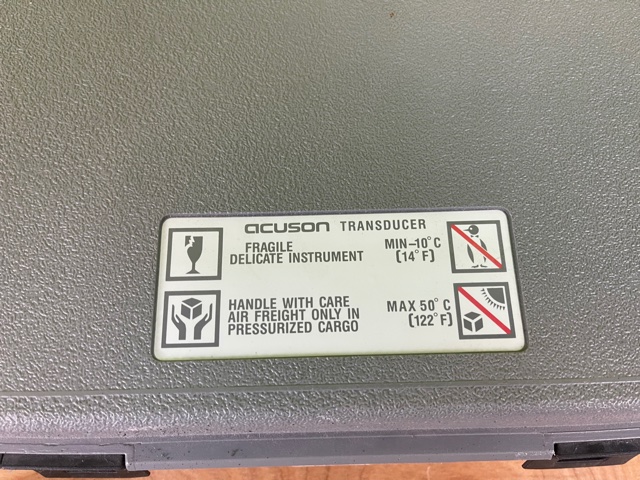 acuson TRANSDUCER
FRAGILE
DELICATE INSTRUMENT
MIN-10°C
(14°F)
HANDLE WITH CARE
AIR FREIGHT ONLY IN
PRESSURIZED CARGO
MAX 50°C
(122°F)